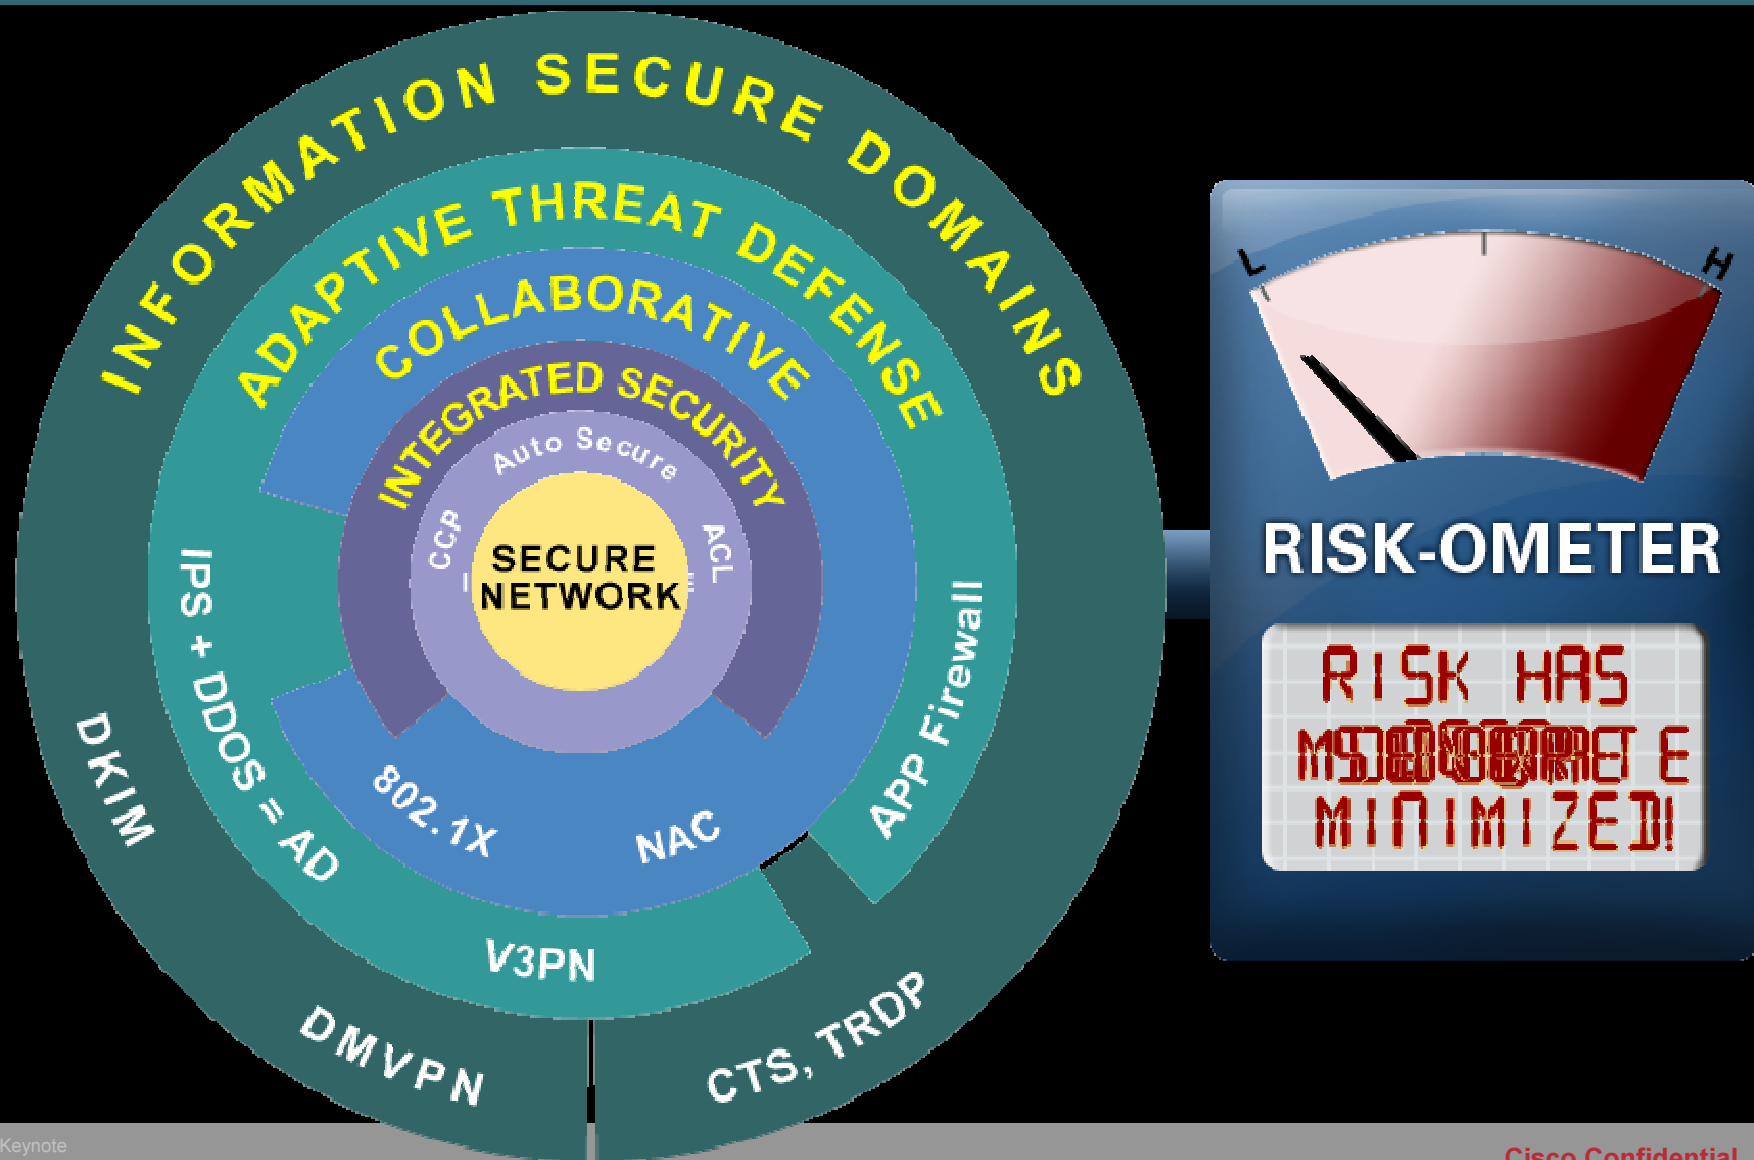 INFORMATION SECURE DOMAINS
ADAPTIVE THREAT DEFENSE
COLLABORATIVE
INTEGRATED SECURITY
Auto Secure
CCP
ACL
SECURE
NETWORK
IPS + DDOS = AD
APP Firewall
DKIM
802.1X
NAC
V3PN
DMVPN
CTS, TRDP
L
H
RISK-OMETER
RISK HAS
MINIMIZED!
Keynote
Cisco Confidential